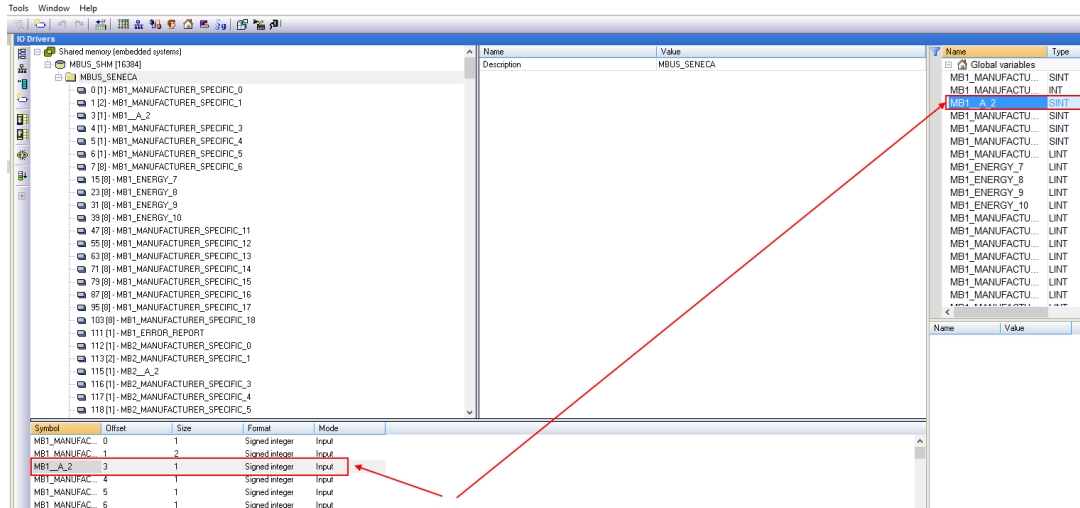 Tools Window Help
IO Drivers
Shared memory (embedded systems)
MBUS_SHM [16384]
MBUS_SENECA
0 [1] - MB1_MANUFACTURER_SPECIFIC_0
1 [2] - MB1_MANUFACTURER_SPECIFIC_1
3 [1] - MB1__A_2
4 [1] - MB1_MANUFACTURER_SPECIFIC_3
5 [1] - MB1_MANUFACTURER_SPECIFIC_4
6 [1] - MB1_MANUFACTURER_SPECIFIC_5
7 [8] - MB1_MANUFACTURER_SPECIFIC_6
15 [8] - MB1_ENERGY_7
23 [8] - MB1_ENERGY_8
31 [8] - MB1_ENERGY_9
39 [8] - MB1_ENERGY_10
47 [8] - MB1_MANUFACTURER_SPECIFIC_11
55 [8] - MB1_MANUFACTURER_SPECIFIC_12
63 [8] - MB1_MANUFACTURER_SPECIFIC_13
71 [8] - MB1_MANUFACTURER_SPECIFIC_14
79 [8] - MB1_MANUFACTURER_SPECIFIC_15
87 [8] - MB1_MANUFACTURER_SPECIFIC_16
95 [8] - MB1_MANUFACTURER_SPECIFIC_17
103 [8] - MB1_MANUFACTURER_SPECIFIC_18
111 [1] - MB1_ERROR_REPORT
112 [1] - MB2_MANUFACTURER_SPECIFIC_0
113 [2] - MB2_MANUFACTURER_SPECIFIC_1
115 [1] - MB2__A_2
116 [1] - MB2_MANUFACTURER_SPECIFIC_3
117 [1] - MB2_MANUFACTURER_SPECIFIC_4
118 [1] - MB2_MANUFACTURER_SPECIFIC_5
Name Value
Description MBUS_SENECA
Name Type
Global variables
MB1_MANUFACTU... SINT
MB1_MANUFACTU... INT
MB1__A_2 SINT
MB1_MANUFACTU... SINT
MB1_MANUFACTU... SINT
MB1_MANUFACTU... SINT
MB1_MANUFACTU... LINT
MB1_ENERGY_7 LINT
MB1_ENERGY_8 LINT
MB1_ENERGY_9 LINT
MB1_ENERGY_10 LINT
MB1_MANUFACTU... LINT
MB1_MANUFACTU... LINT
MB1_MANUFACTU... LINT
MB1_MANUFACTU... LINT
MB1_MANUFACTU... LINT
MB1_MANUFACTU... LINT
MB1_MANUFACTU... LINT
MB1_MANUFACTU... LINT
Name Value
Symbol Offset Size Format Mode
MB1_MANUFAC... 0 1 Signed integer Input
MB1_MANUFAC... 1 2 Signed integer Input
MB1__A_2 3 1 Signed integer Input
MB1_MANUFAC... 4 1 Signed integer Input
MB1_MANUFAC... 5 1 Signed integer Input
MB1_MANUFAC... 6 1 Signed integer Input